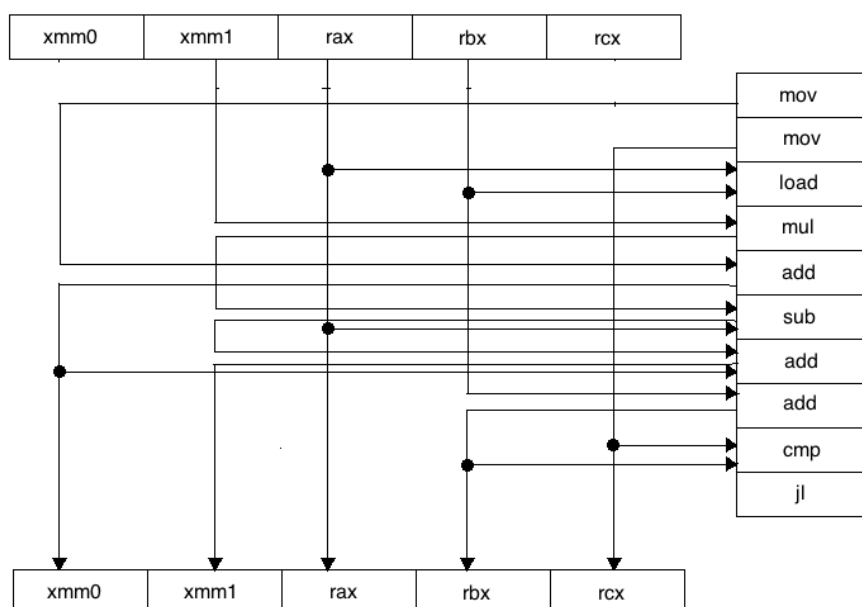 xmm0 xmm1 rax rbx rcx
mov
mov
load
mul
add
sub
add
add
cmp
jl
xmm0 xmm1 rax rbx rcx